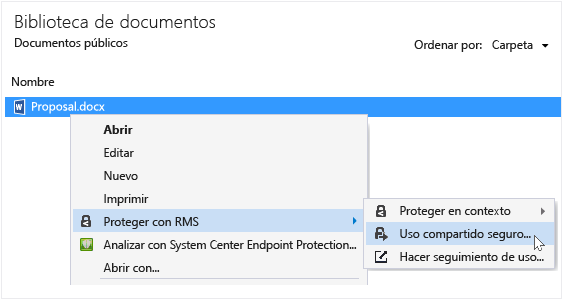 Biblioteca de documentos
Documentos públicos
Ordenar por: Carpeta
Nombre
Proposal.docx
Abrir
Editar
Nuevo
Imprimir
Proteger con RMS
Analizar con System Center Endpoint Protection...
Abrir con...
Proteger en contexto
Uso compartido seguro...
Hacer seguimiento de uso...